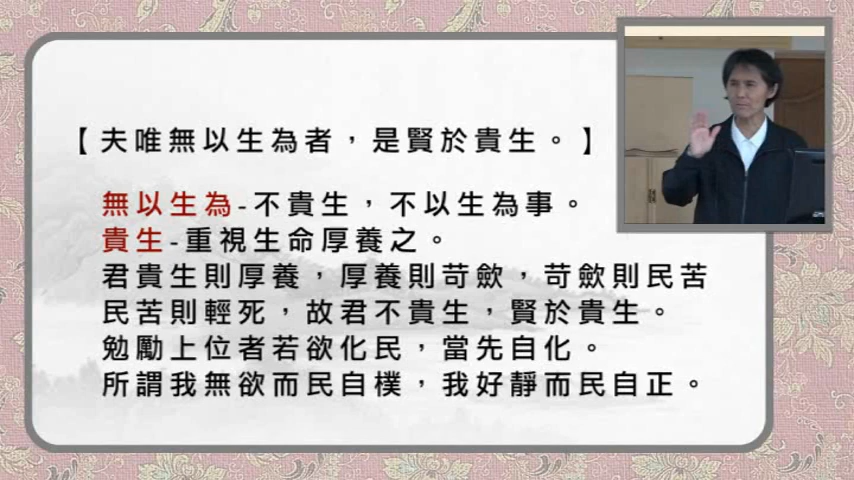 【夫唯無以生為者，是賢於貴生。】
無以生為-不貴生，不以生為事。
貴生-重視生命厚養之。
君貴生則厚養，厚養則苛歛，苛歛則民苦
民苦則輕死，故君不貴生，賢於貴生。
勉勵上位者若欲化民，當先自化。
所謂我無欲而民自樸，我好靜而民自正。